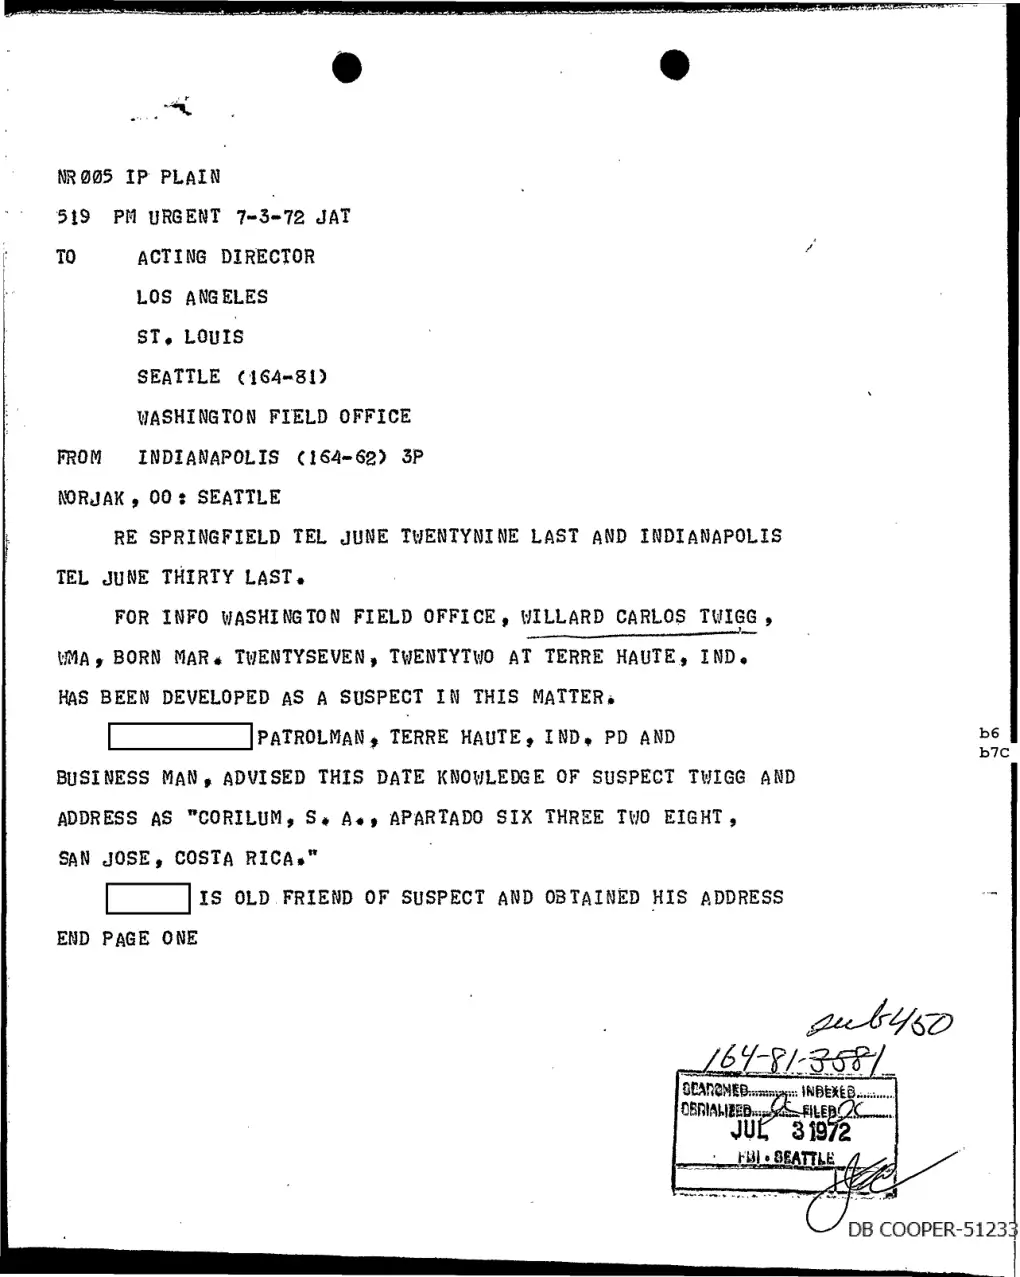 NR005 IP PLAIN
519 PM URGENT 7-3-72 JAT
TO ACTING DIRECTOR
LOS ANGELES
ST. LOUIS
SEATTLE (164-81)
WASHINGTON FIELD OFFICE
FROM INDIANAPOLIS (164-62) 3P
NORJAK, OO: SEATTLE
RE SPRINGFIELD TEL JUNE TWENTYNINE LAST AND INDIANAPOLIS
TEL JUNE THIRTY LAST.
FOR INFO WASHINGTON FIELD OFFICE, WILLARD CARLOS TWIGG,
WMA, BORN MAR. TWENTYSEVEN, TWENTYTWO AT TERRE HAUTE, IND.
HAS BEEN DEVELOPED AS A SUSPECT IN THIS MATTER.
PATROLMAN, TERRE HAUTE, IND. PD AND
b6
b7C
BUSINESS MAN, ADVISED THIS DATE KNOWLEDGE OF SUSPECT TWIGG AND
ADDRESS AS "CORILUM, S. A., APARTADO SIX THREE TWO EIGHT,
SAN JOSE, COSTA RICA."
IS OLD FRIEND OF SUSPECT AND OBTAINED HIS ADDRESS
END PAGE ONE
sub 450
164-81-3581
SEARCHED INDEXED
SERIALIZED FILED
JUL 3 1972
FBI • SEATTLE
DB COOPER-51233